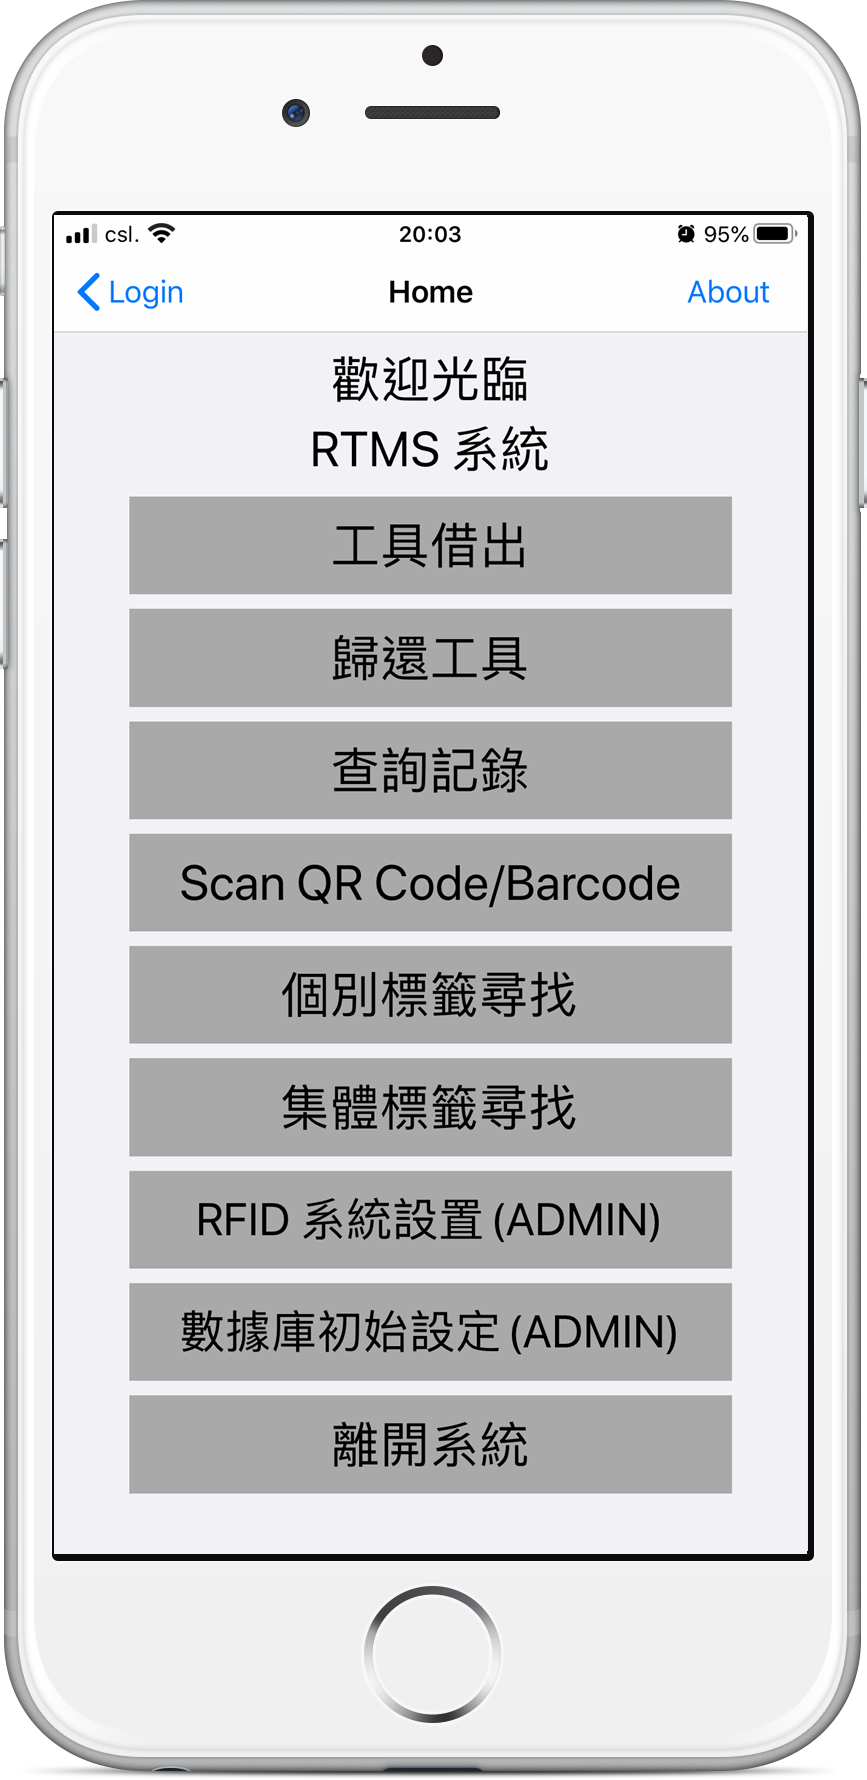 csl.
20:03
95%
Login
Home
About
歡迎光臨
RTMS 系統
工具借出
歸還工具
查詢記錄
Scan QR Code/Barcode
個別標籤尋找
集體標籤尋找
RFID 系統設置 (ADMIN)
數據庫初始設定 (ADMIN)
離開系統